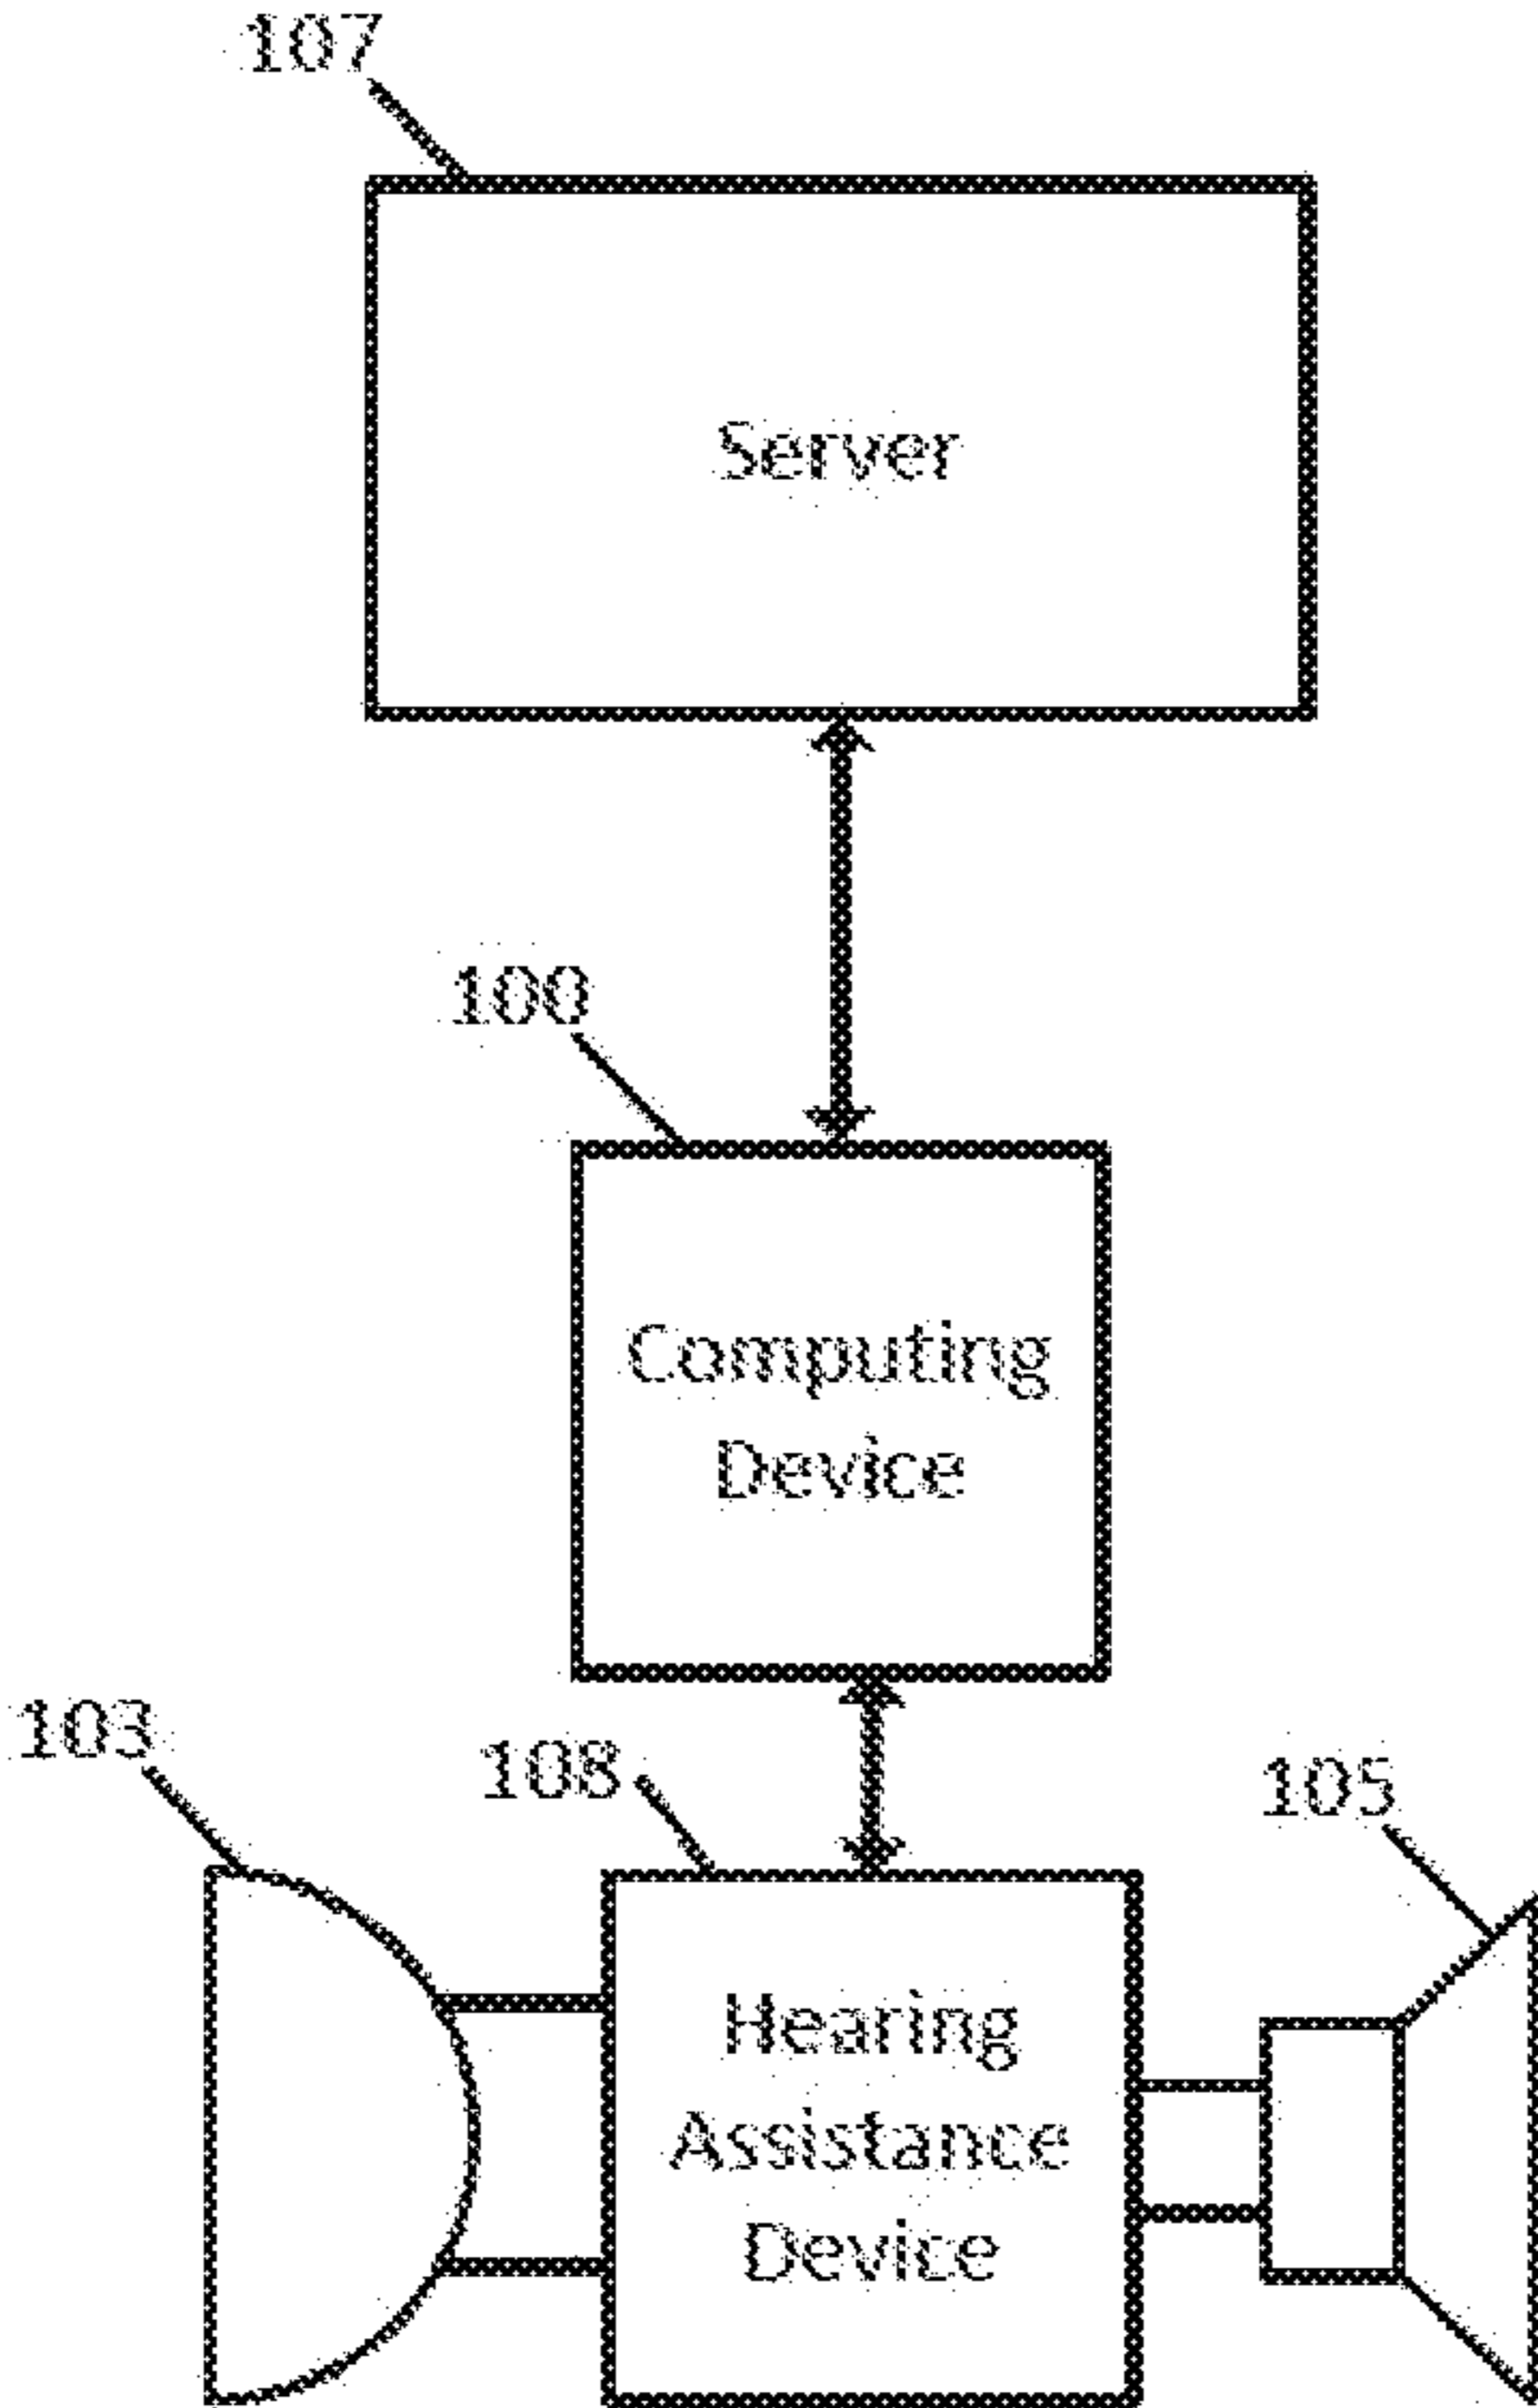 107
Server
100
Computing
Device
103
108
105
Hearing
Assistance
Device